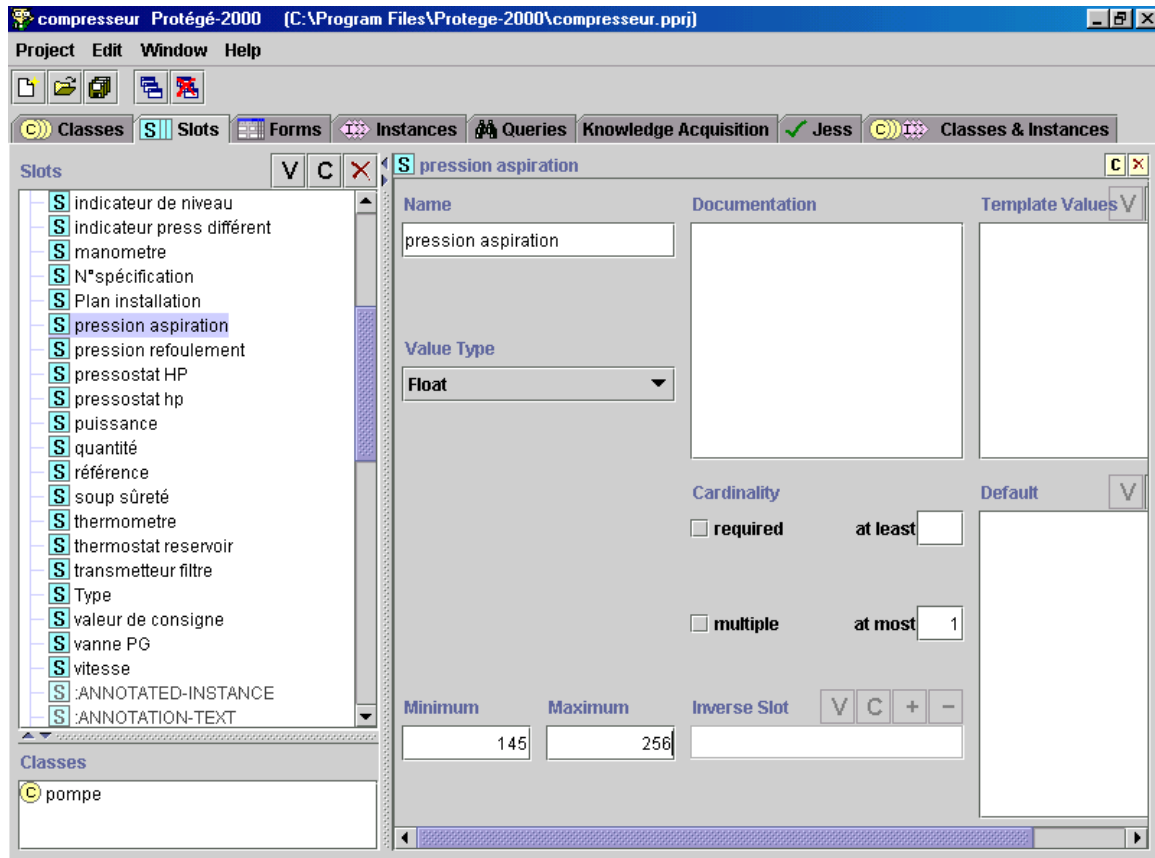 compresseur Protégé-2000 (C:\Program Files\Protege-2000\compresseur.pprj)
Project Edit Window Help
C Classes S Slots Forms I Instances Queries Knowledge Acquisition Jess C I Classes & Instances
Slots V C
S indicateur de niveau
S indicateur press différent
S manometre
S N°spécification
S Plan installation
S pression aspiration
S pression refoulement
S pressostat HP
S pressostat hp
S puissance
S quantité
S référence
S soup sûreté
S thermometre
S thermostat reservoir
S transmetteur filtre
S Type
S valeur de consigne
S vanne PG
S vitesse
S :ANNOTATED-INSTANCE
S :ANNOTATION-TEXT
Classes
C pompe
S pression aspiration C
Name Documentation Template Values V
pression aspiration
Value Type
Float
Cardinality Default V
required at least
multiple at most 1
Minimum Maximum Inverse Slot V C + −
145 256